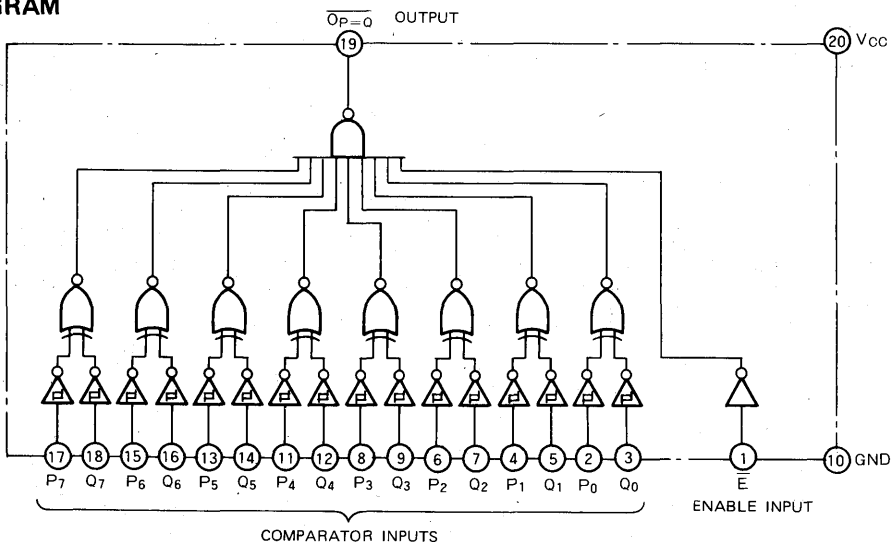 GRAM
OP=Q OUTPUT
19
20 VCC
17 18 15 16 13 14 11 12 8 9 6 7 4 5 2 3 1 10 GND
P7 Q7 P6 Q6 P5 Q5 P4 Q4 P3 Q3 P2 Q2 P1 Q1 P0 Q0 E
ENABLE INPUT
COMPARATOR INPUTS